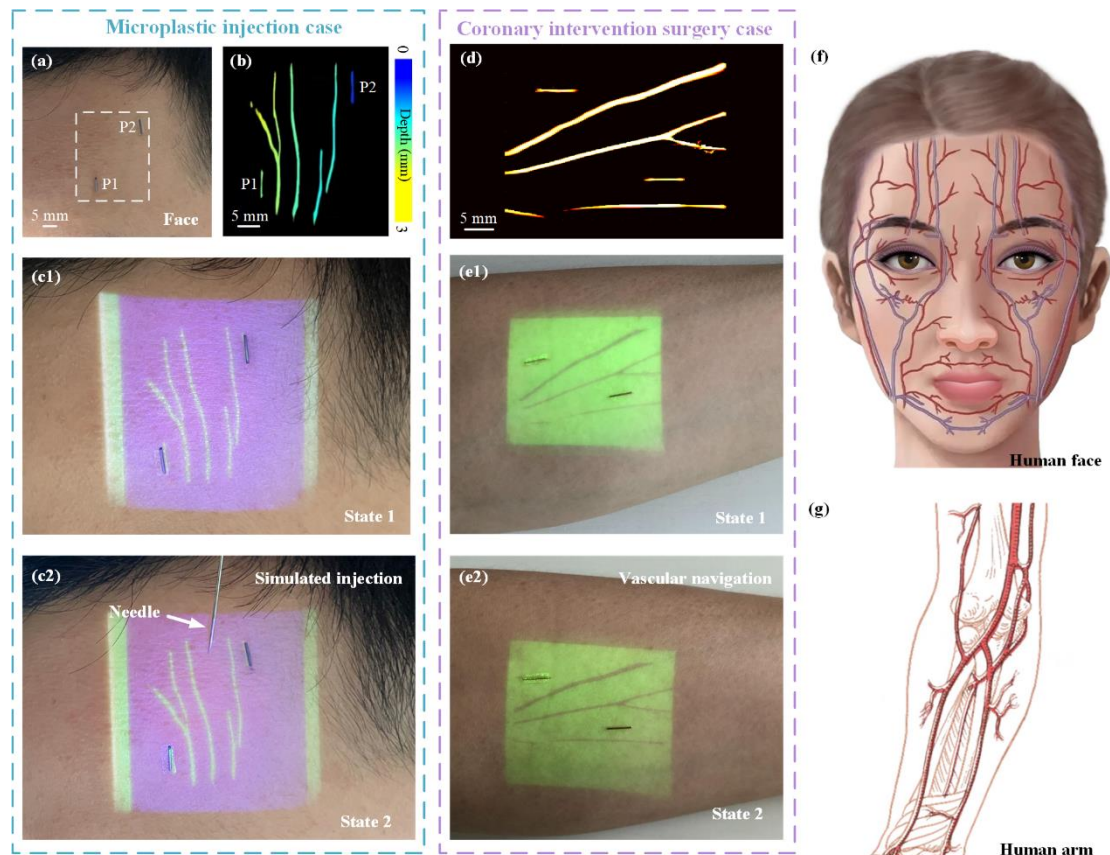 Microplastic injection case
Coronary intervention surgery case
(a)
P2
P1
5 mm
Face
(b)
P2
P1
5 mm
0
Depth (mm)
3
(d)
5 mm
(f)
Human face
(c1)
State 1
(e1)
State 1
(g)
Human arm
(c2)
Simulated injection
Needle
State 2
(e2)
Vascular navigation
State 2